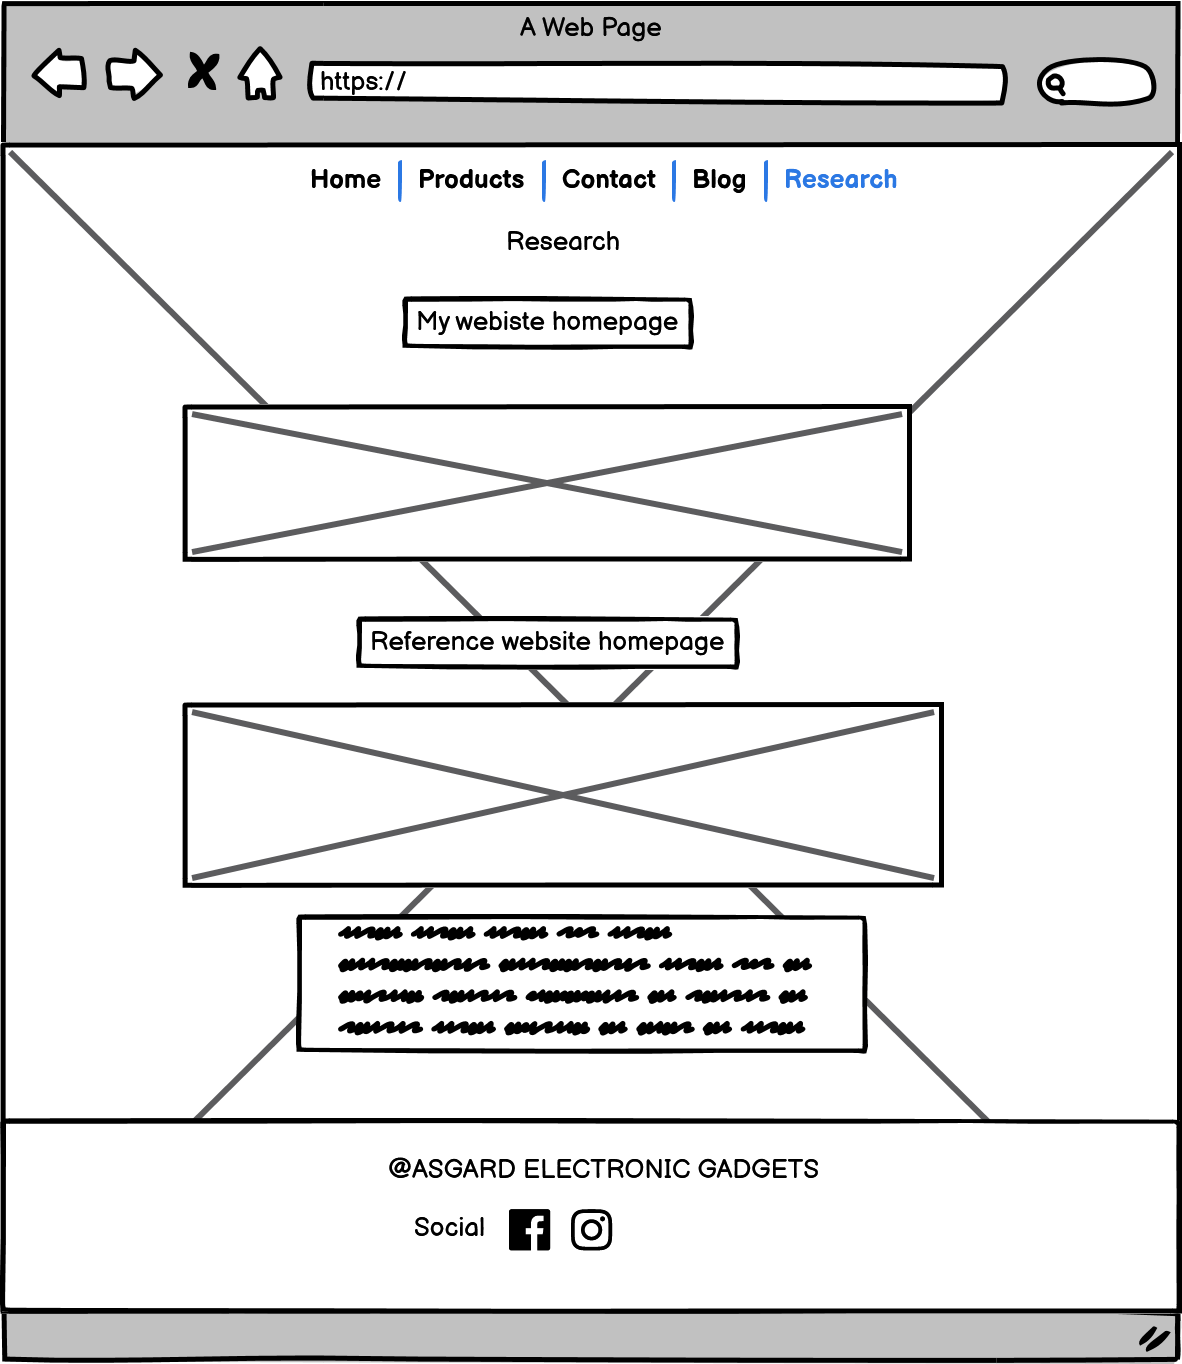 A Web Page
https://
Home Products Contact Blog Research
Research
My webiste homepage
Reference website homepage
@ASGARD ELECTRONIC GADGETS
Social